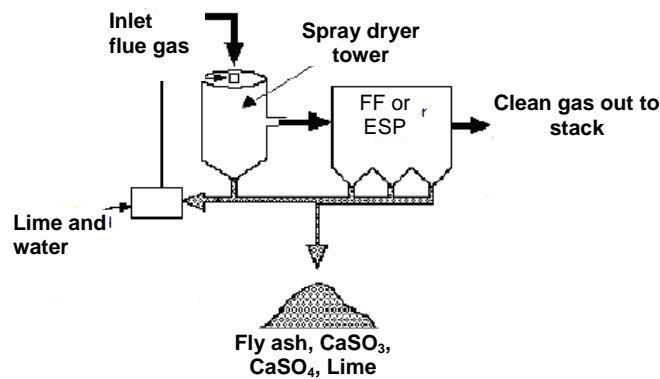 Inlet
flue gas
Spray dryer
tower
FF or r
ESP
Clean gas out to
stack
Lime and l
water
Fly ash, CaSO₃,
CaSO₄, Lime